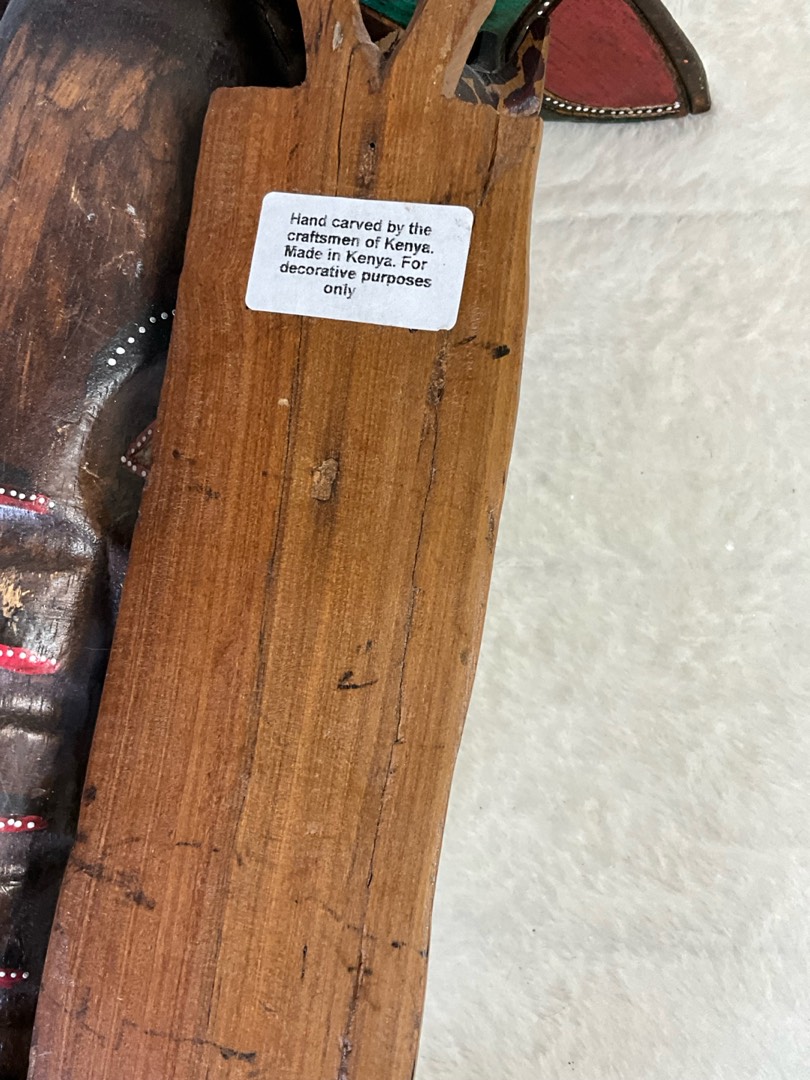 Hand carved by the
craftsmen of Kenya.
Made in Kenya. For
decorative purposes
only